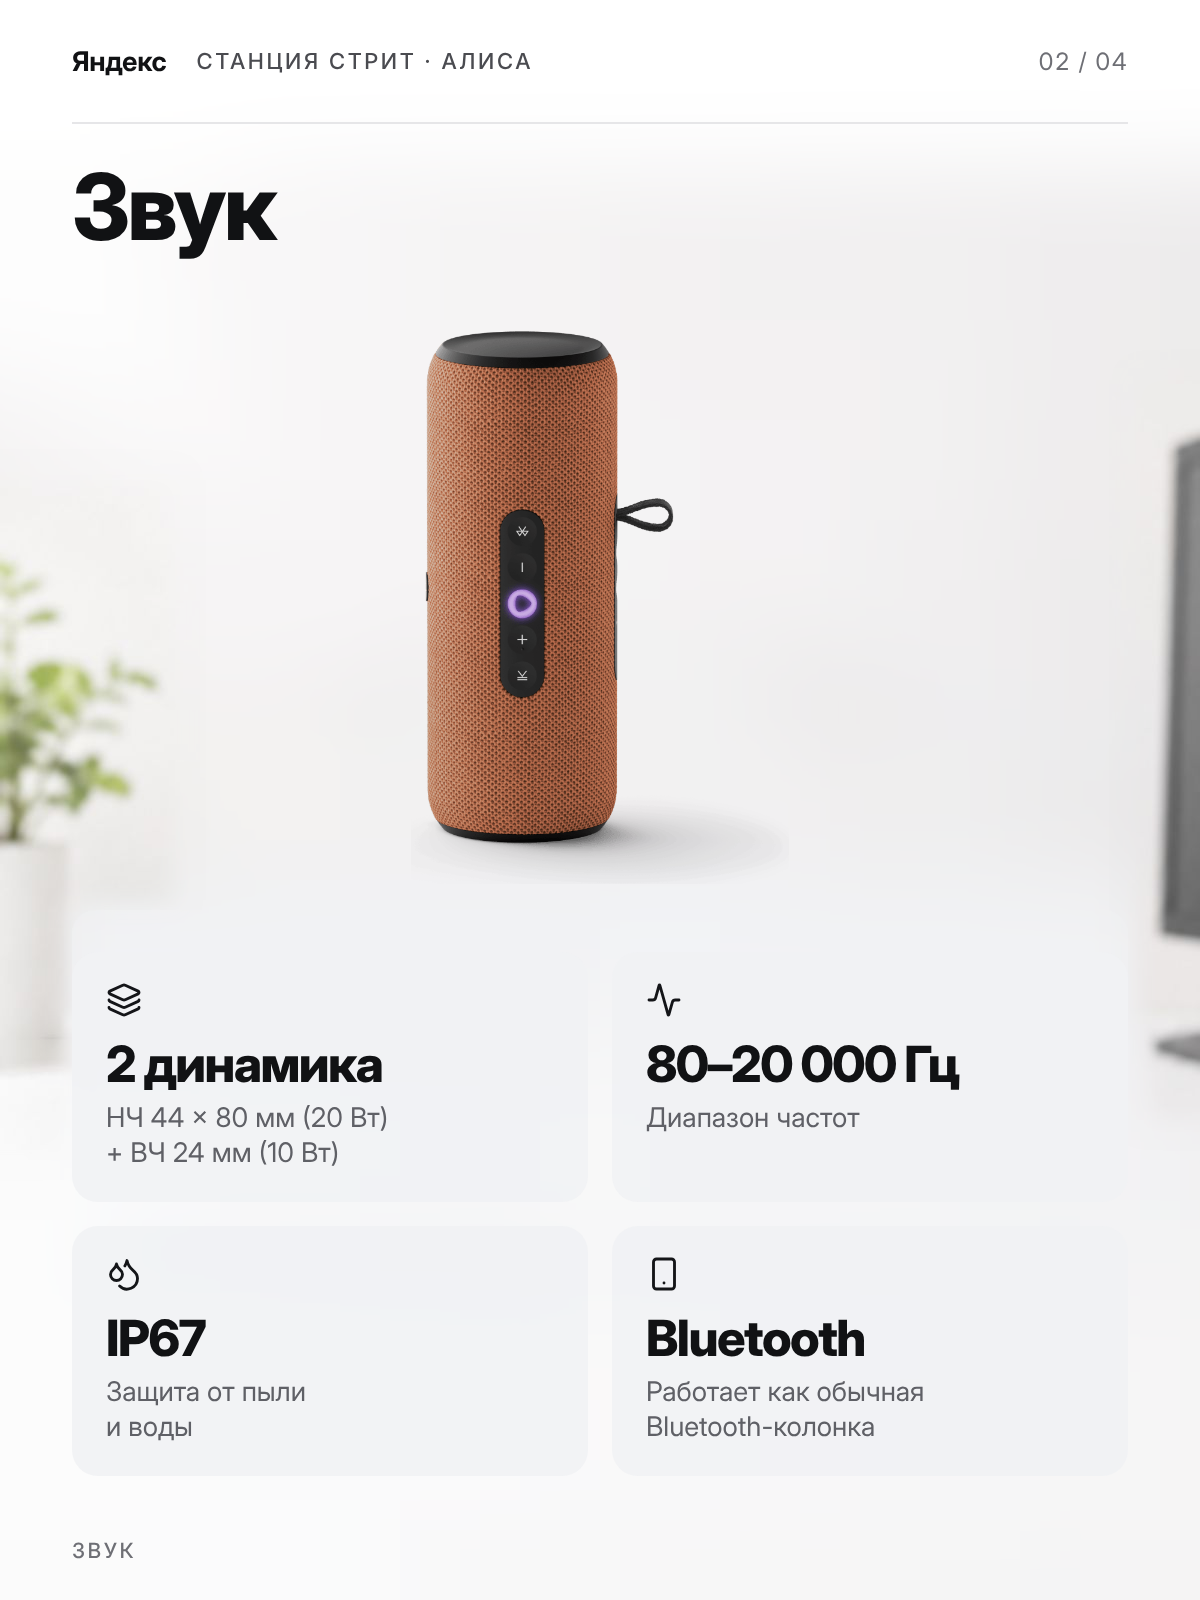 Яндекс СТАНЦИЯ СТРИТ · АЛИСА 02 / 04
Звук
2 динамика
НЧ 44 × 80 мм (20 Вт)
+ ВЧ 24 мм (10 Вт)
80–20 000 Гц
Диапазон частот
IP67
Защита от пыли
и воды
Bluetooth
Работает как обычная
Bluetooth-колонка
ЗВУК